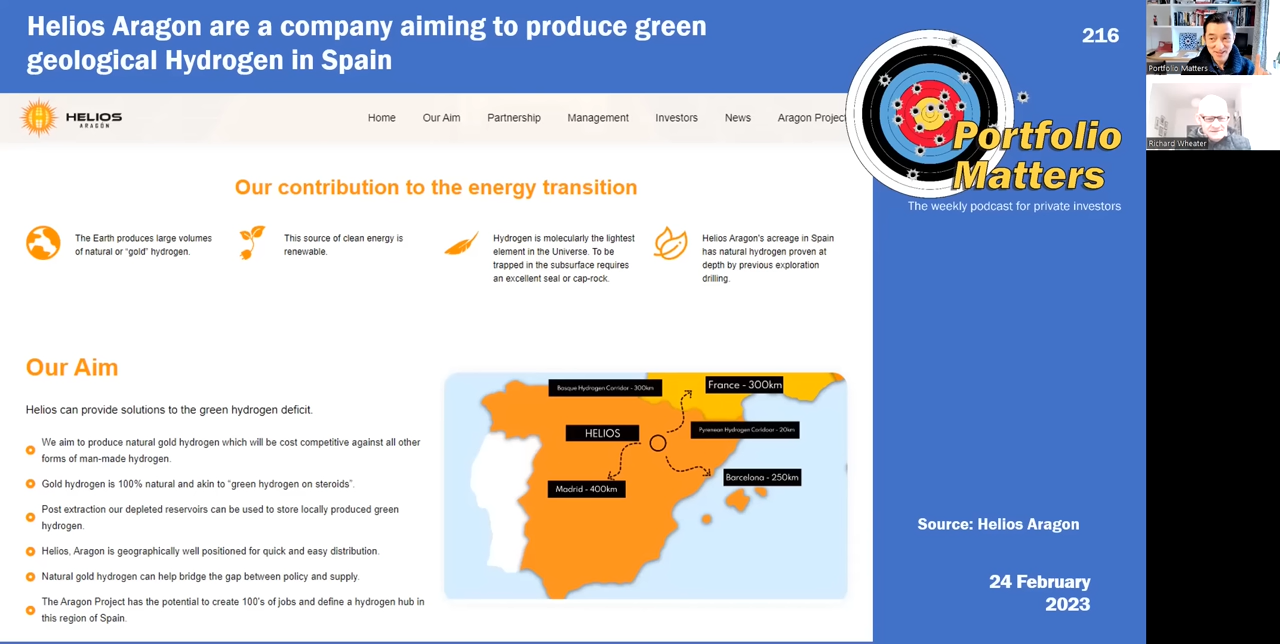 Helios Aragon are a company aiming to produce green
geological Hydrogen in Spain
216
Portfolio Matters
Richard Wheater
HELIOS
ARAGÓN
Home
Our Aim
Partnership
Management
Investors
News
Aragon Project
Portfolio
Matters
The weekly podcast for private investors
Our contribution to the energy transition
The Earth produces large volumes
of natural or “gold” hydrogen.
This source of clean energy is
renewable.
Hydrogen is molecularly the lightest
element in the Universe. To be
trapped in the subsurface requires
an excellent seal or cap-rock.
Helios Aragon's acreage in Spain
has natural hydrogen proven at
depth by previous exploration
drilling.
Our Aim
Helios can provide solutions to the green hydrogen deficit.
We aim to produce natural gold hydrogen which will be cost competitive against all other
forms of man-made hydrogen.
Gold hydrogen is 100% natural and akin to “green hydrogen on steroids”.
Post extraction our depleted reservoirs can be used to store locally produced green
hydrogen.
Helios, Aragon is geographically well positioned for quick and easy distribution.
Natural gold hydrogen can help bridge the gap between policy and supply.
The Aragon Project has the potential to create 100's of jobs and define a hydrogen hub in
this region of Spain.
Basque Hydrogen Corridor - 300km
France - 300km
HELIOS
Pyrenean Hydrogen Coridoor - 20km
Barcelona - 250km
Madrid - 400km
Source: Helios Aragon
24 February
2023